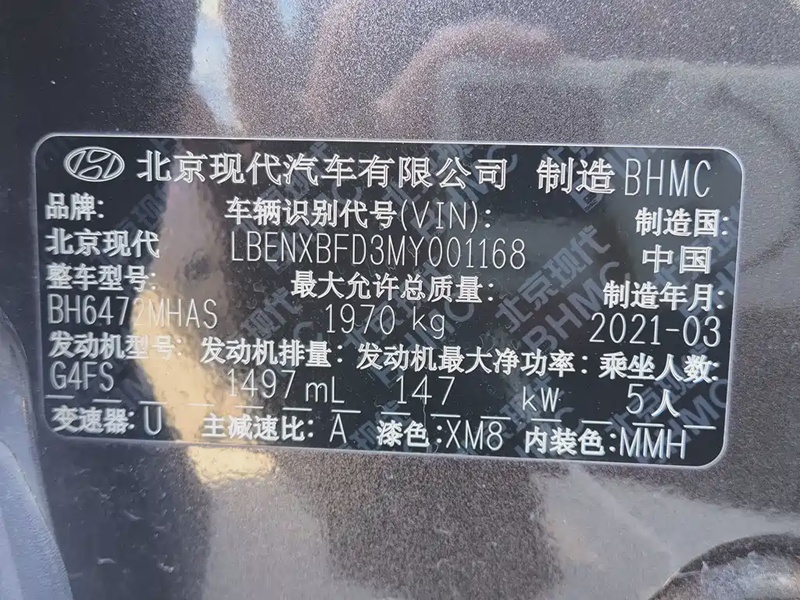 北京现代汽车有限公司 制造 BHMC
品牌: 车辆识别代号(VIN): 制造国:
北京现代 LBENXBFD3MY001168 中国
整车型号: 最大允许总质量: 制造年月:
BH6472MHAS 1970 kg 2021-03
发动机型号: 发动机排量: 发动机最大净功率: 乘坐人数:
G4FS 1497 mL 147 kW 5人
变速器: U 主减速比: A 漆色: XM8 内装色: MMH